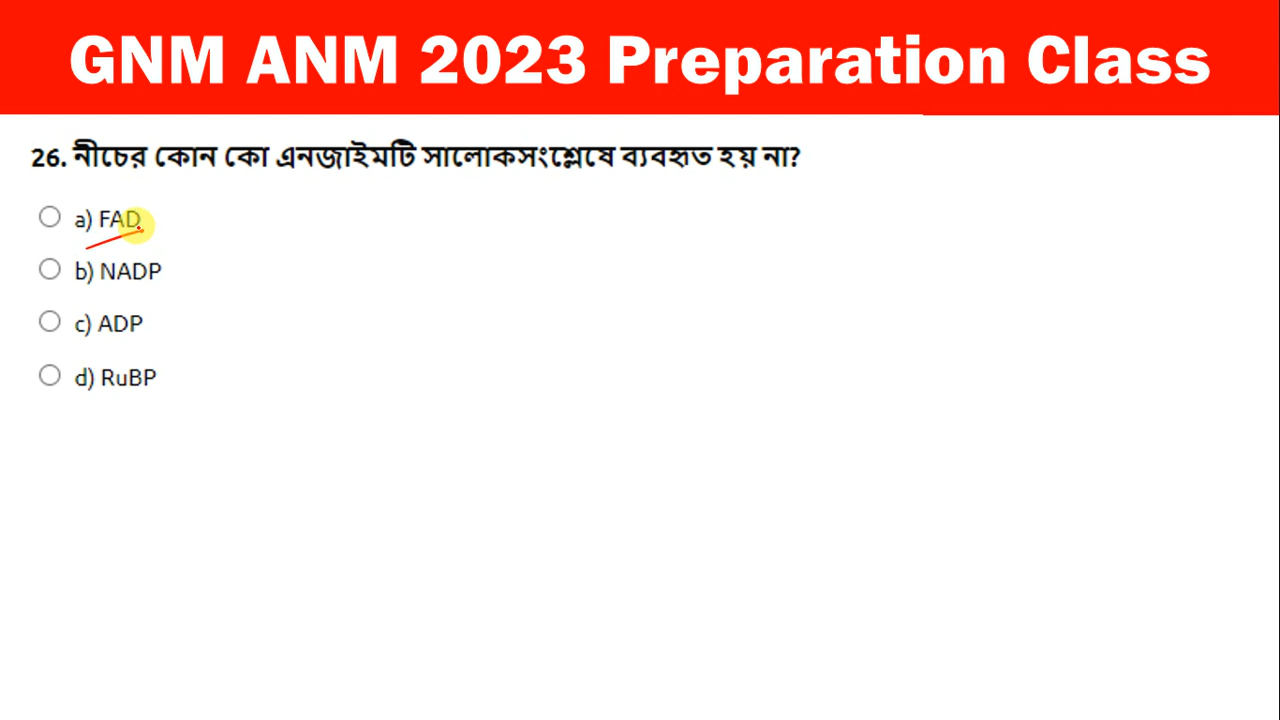 GNM ANM 2023 Preparation Class
26. নীচের কোন কো এনজাইমটি সালোকসংশ্লেষে ব্যবহৃত হয় না?
a) FAD
b) NADP
c) ADP
d) RuBP